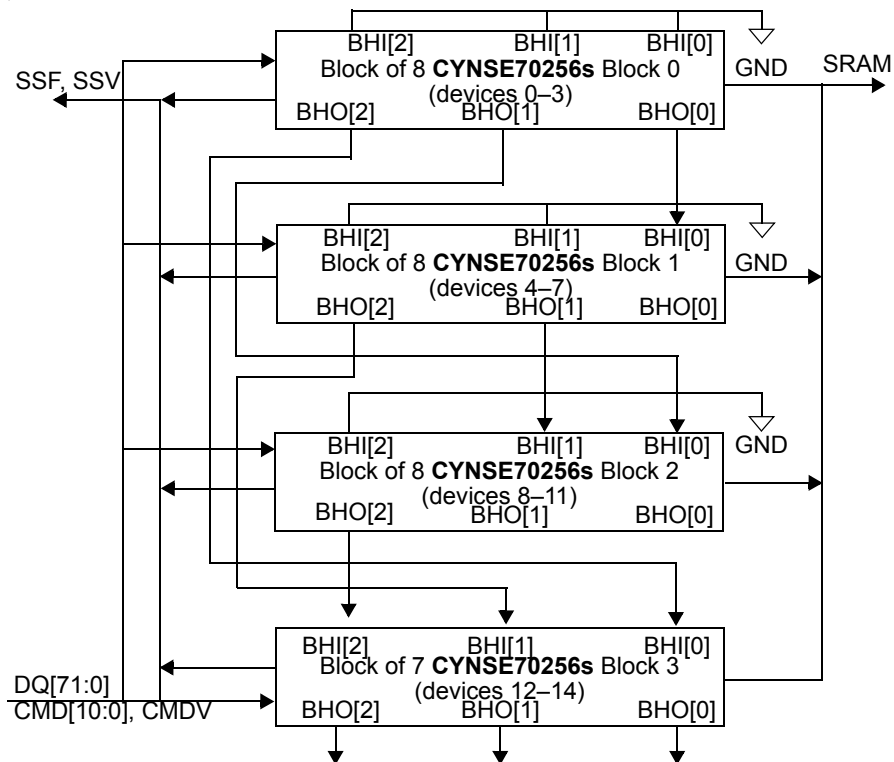 BHI[2] BHI[1] BHI[0]
SSF, SSV Block of 8 CYNSE70256s Block 0 GND SRAM
(devices 0–3)
BHO[2] BHO[1] BHO[0]
BHI[2] BHI[1] BHI[0]
Block of 8 CYNSE70256s Block 1 GND
(devices 4–7)
BHO[2] BHO[1] BHO[0]
BHI[2] BHI[1] BHI[0] GND
Block of 8 CYNSE70256s Block 2
(devices 8–11)
BHO[2] BHO[1] BHO[0]
BHI[2] BHI[1] BHI[0]
Block of 7 CYNSE70256s Block 3
DQ[71:0] (devices 12–14)
CMD[10:0], CMDV BHO[2] BHO[1] BHO[0]